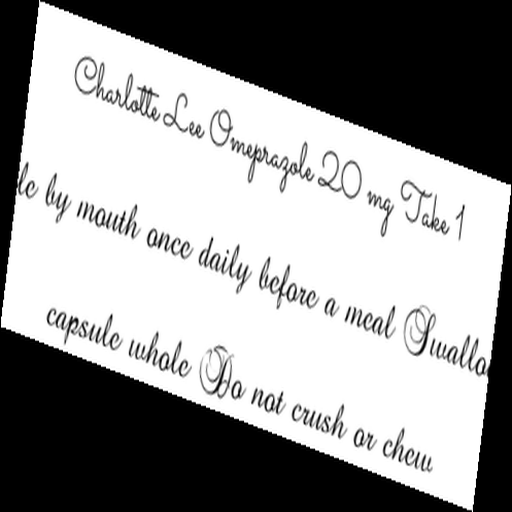 Charlotte Lee Omeprazole 20 mg Take 1
by mouth once daily before a meal
capsule whole Do not crush or chew